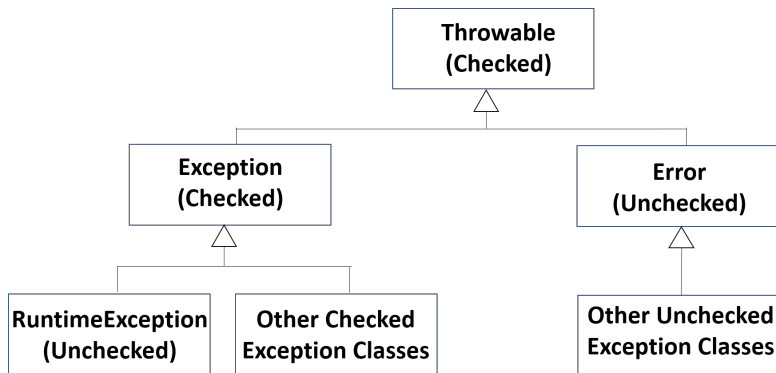 Throwable
(Checked)
Exception
(Checked)
Error
(Unchecked)
RuntimeException
(Unchecked)
Other Checked
Exception Classes
Other Unchecked
Exception Classes